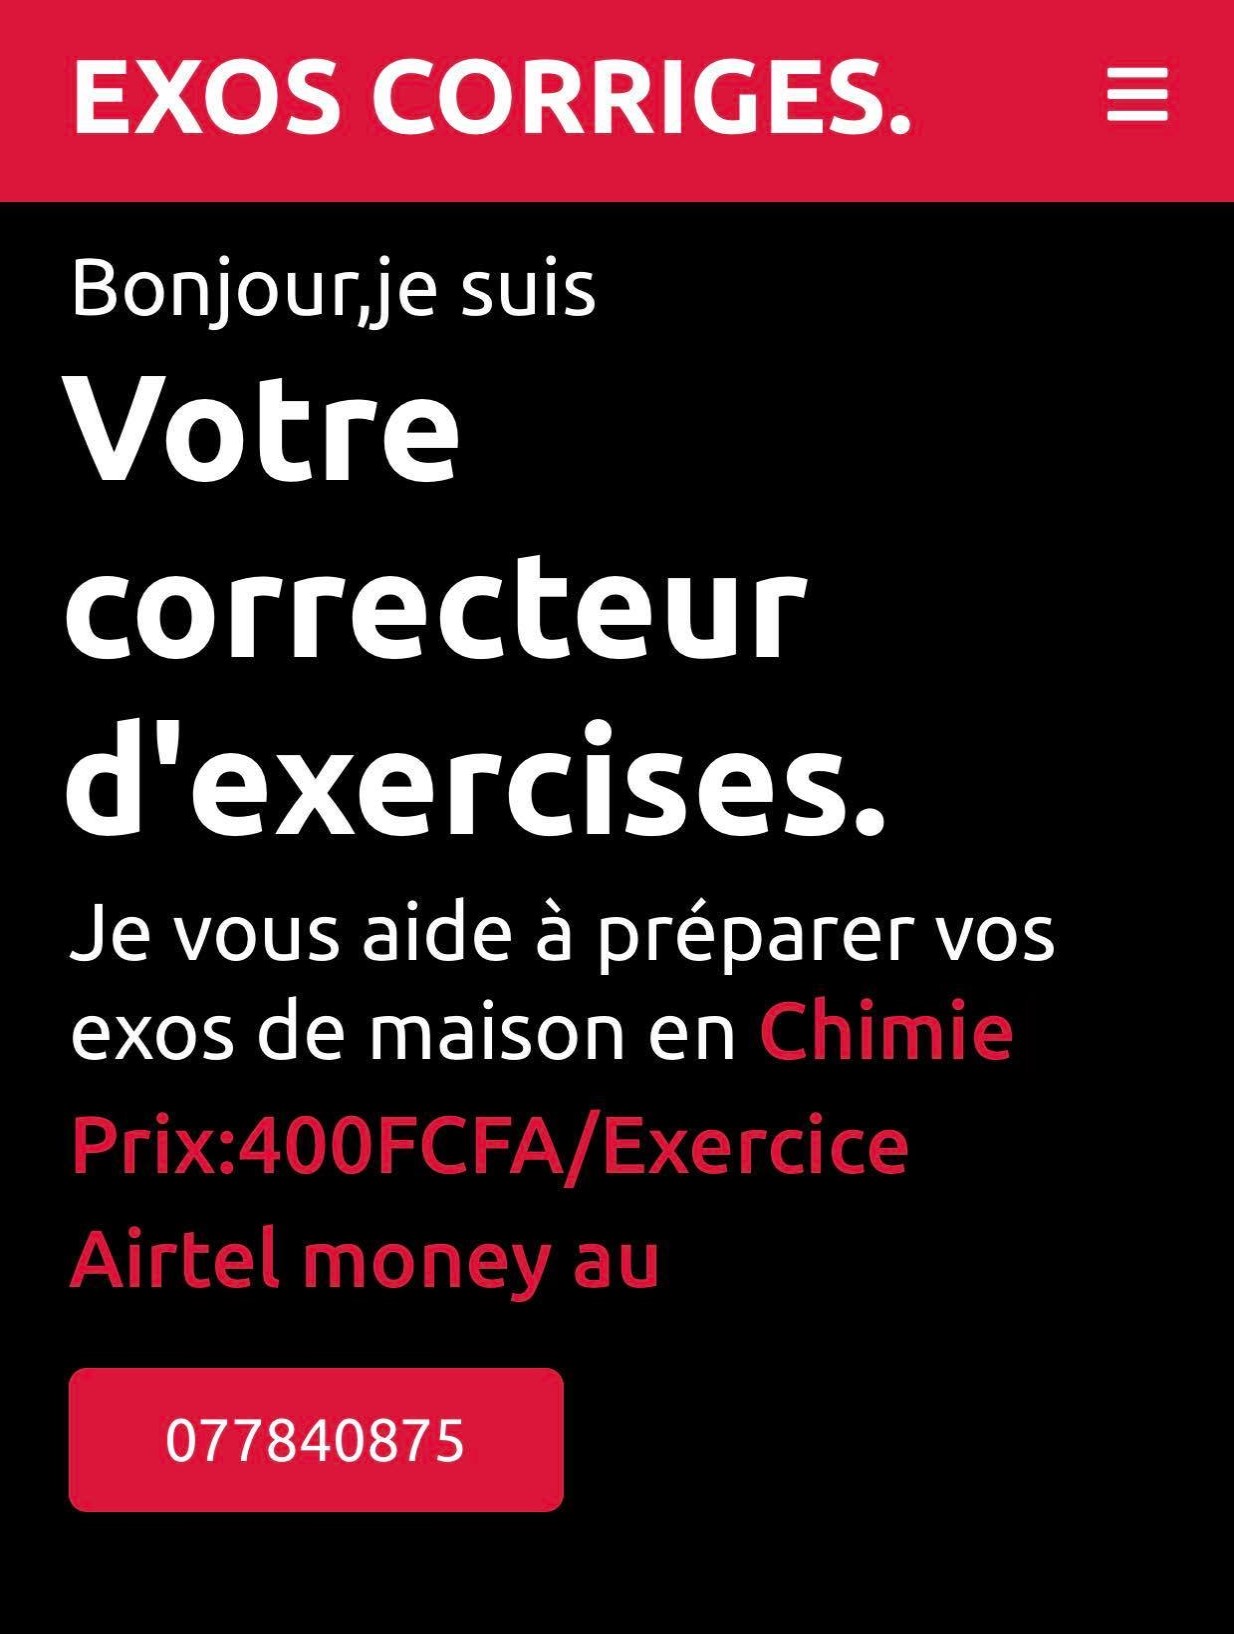 EXOS CORRIGES.
Bonjour,je suis
Votre
correcteur
d'exercises.
Je vous aide à préparer vos
exos de maison en Chimie
Prix:400FCFA/Exercice
Airtel money au
077840875